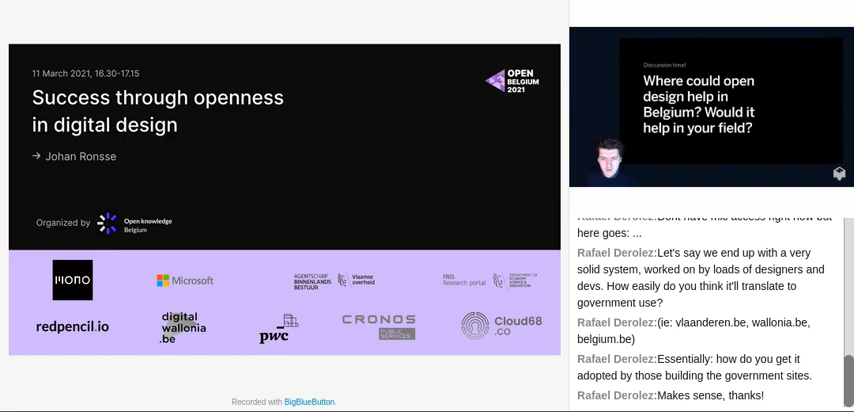 11 March 2021, 16.30-17.15
Success through openness
in digital design
→ Johan Ronsse
OPEN
BELGIUM
2021
Organized by
Open knowledge
Belgium
MONO
Microsoft
AGENTSCHAP
BINNENLANDS
BESTUUR
Vlaamse
overheid
FRIS
Research portal
DEPARTMENT OF
ECONOMY
SCIENCE &
INNOVATION
redpencil.io
digital
wallonia
.be
pwc
CRONOS
PUBLIC
SERVICES
Cloud68
.CO
Recorded with BigBlueButton.
Discussion time!
Where could open
design help in
Belgium? Would it
help in your field?
Rafael Derolez:Dont have mic access right now but
here goes: ...
Rafael Derolez:Let's say we end up with a very
solid system, worked on by loads of designers and
devs. How easily do you think it'll translate to
government use?
Rafael Derolez:(ie: vlaanderen.be, wallonia.be,
belgium.be)
Rafael Derolez:Essentially: how do you get it
adopted by those building the government sites.
Rafael Derolez:Makes sense, thanks!